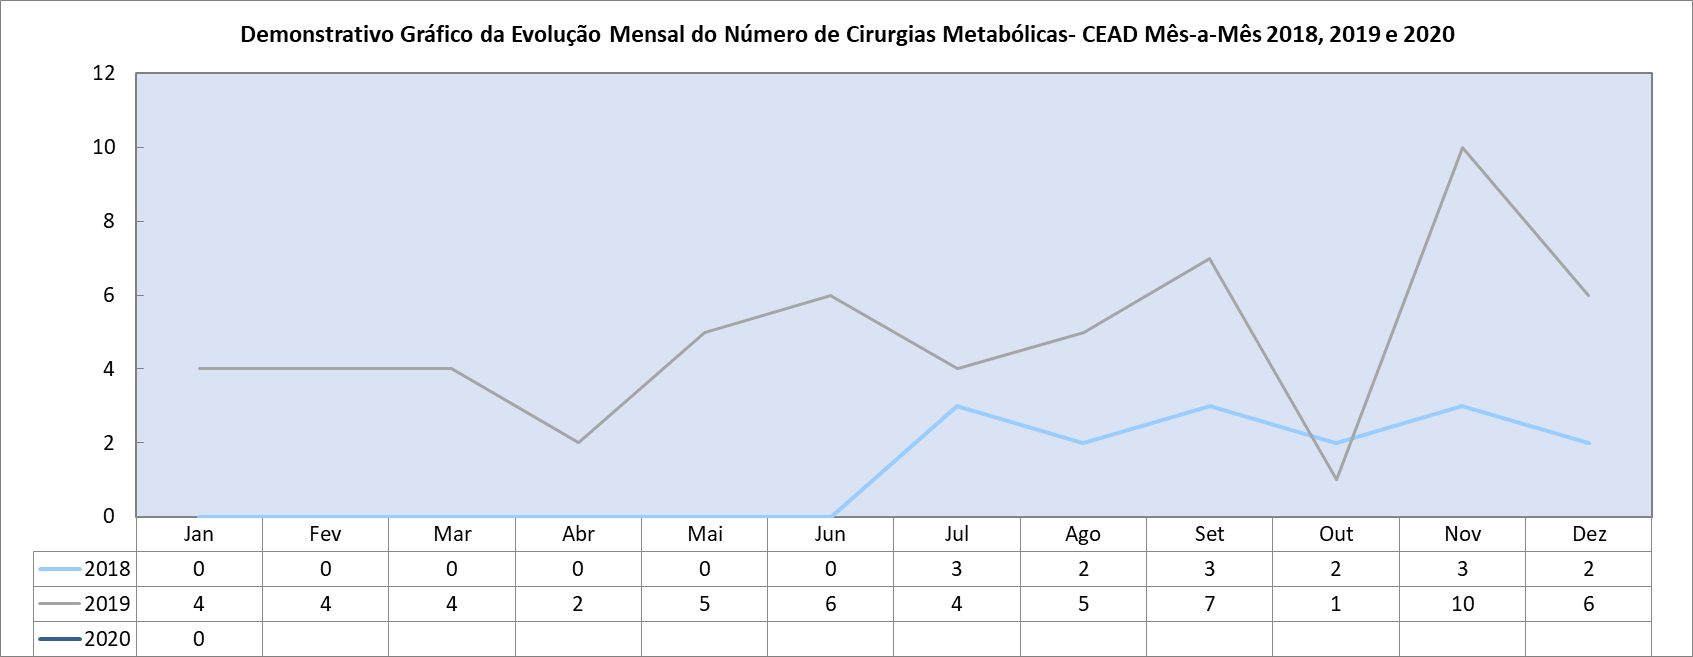 Demonstrativo Gráfico da Evolução Mensal do Número de Cirurgias Metabólicas- CEAD Mês-a-Mês 2018, 2019 e 2020
12
10
8
6
4
2
0
Jan Fev Mar Abr Mai Jun Jul Ago Set Out Nov Dez
2018 0 0 0 0 0 0 3 2 3 2 3 2
2019 4 4 4 2 5 6 4 5 7 1 10 6
2020 0